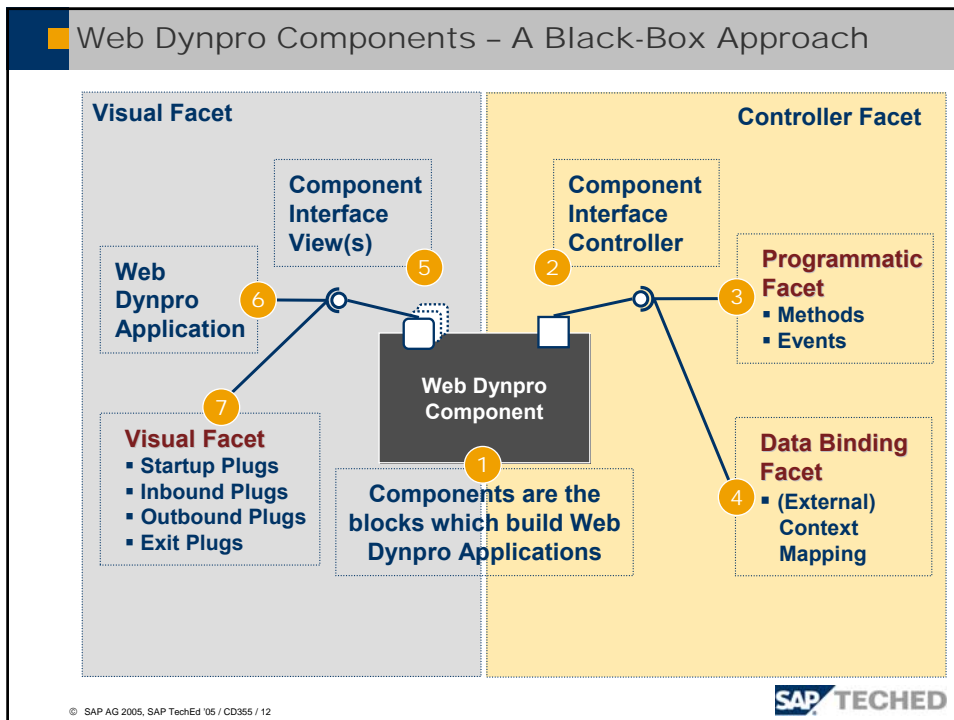 Web Dynpro Components – A Black-Box Approach
Visual Facet
Controller Facet
Component
Interface
View(s)
5
Component
Interface
Controller
2
Web
Dynpro
Application
6
Programmatic
Facet
▪ Methods
▪ Events
3
Web Dynpro
Component
7
Visual Facet
▪ Startup Plugs
▪ Inbound Plugs
▪ Outbound Plugs
▪ Exit Plugs
1
Components are the
blocks which build Web
Dynpro Applications
Data Binding
Facet
▪ (External)
Context
Mapping
4
© SAP AG 2005, SAP TechEd '05 / CD355 / 12
SAP TECHED